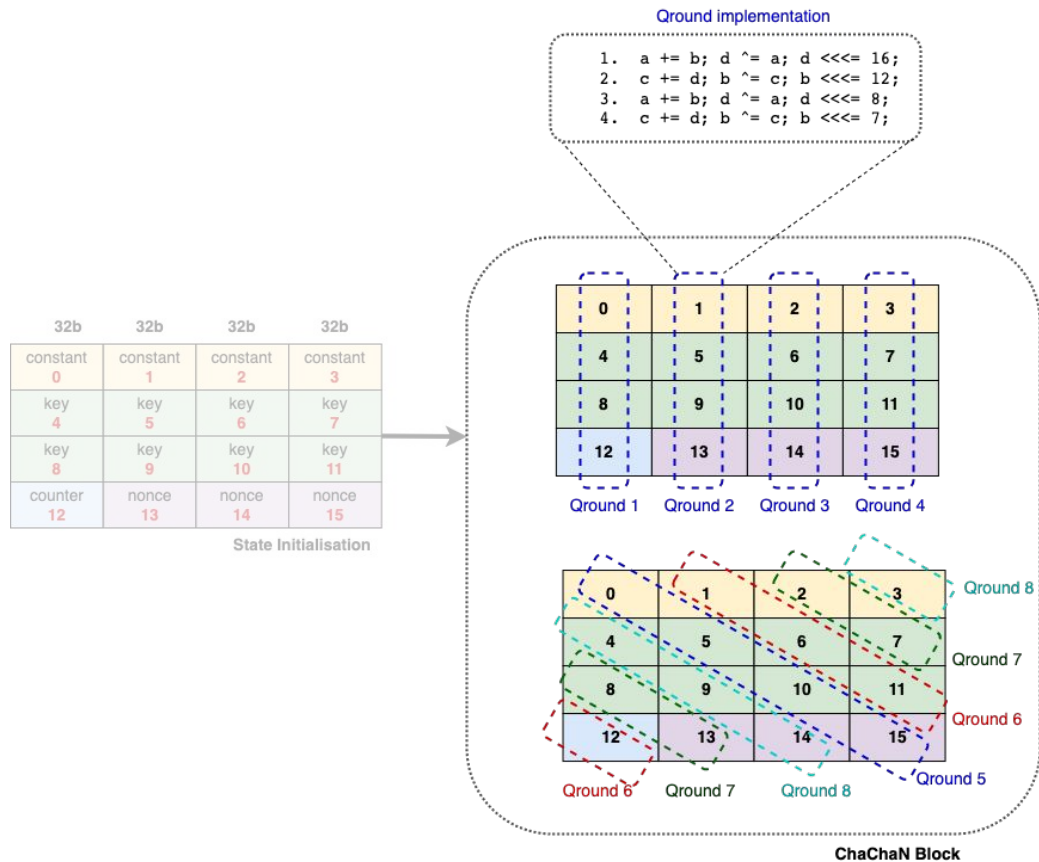 Qround implementation
1. a += b; d ^= a; d <<<= 16;
2. c += d; b ^= c; b <<<= 12;
3. a += b; d ^= a; d <<<= 8;
4. c += d; b ^= c; b <<<= 7;
32b 32b 32b 32b
constant constant constant constant
0 1 2 3
key key key key
4 5 6 7
key key key key
8 9 10 11
counter nonce nonce nonce
12 13 14 15
State Initialisation
0 1 2 3
4 5 6 7
8 9 10 11
12 13 14 15
Qround 1 Qround 2 Qround 3 Qround 4
0 1 2 3
Qround 8
4 5 6 7
Qround 7
8 9 10 11
Qround 6
12 13 14 15
Qround 5
Qround 6 Qround 7 Qround 8
ChaChaN Block